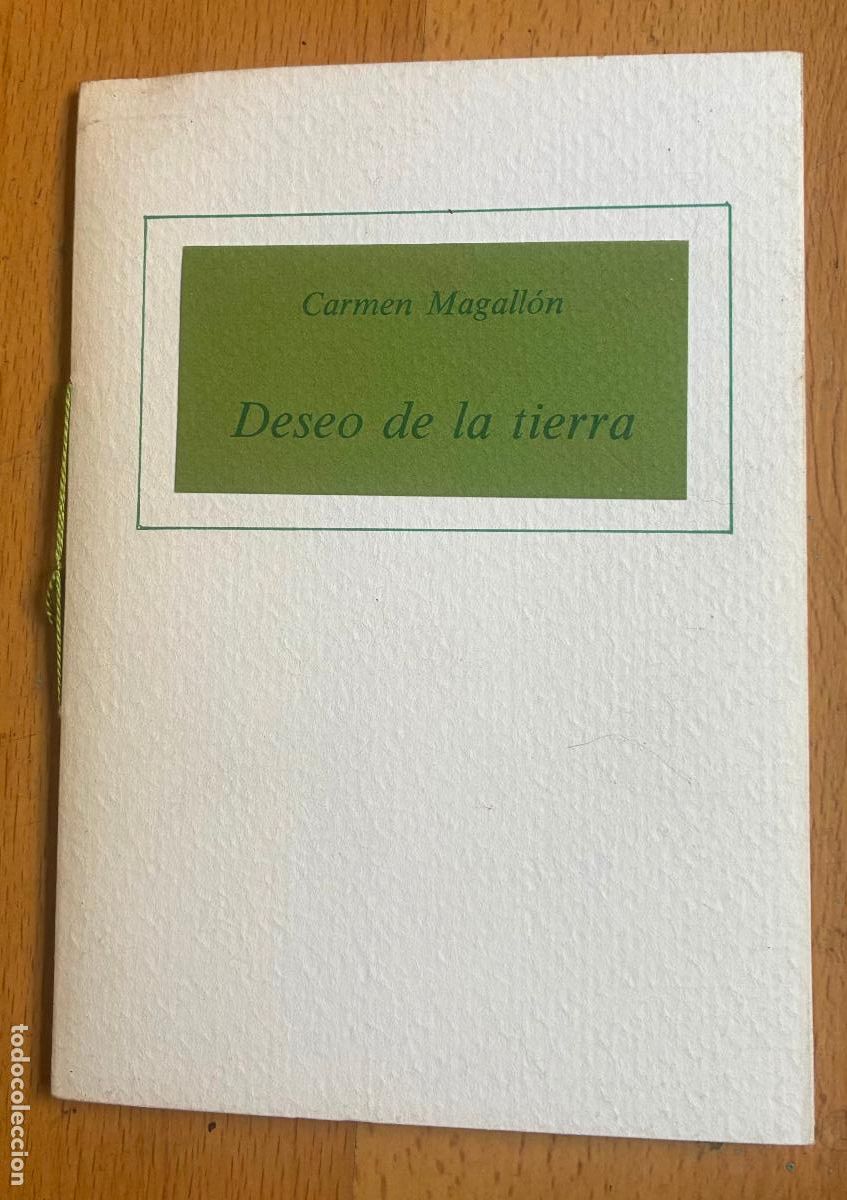 Carmen Magallón
Deseo de la tierra
todocoleccion